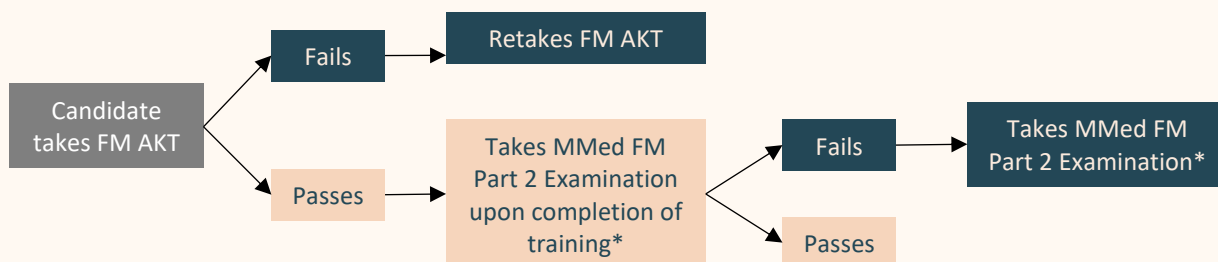 Candidate
takes FM AKT
Fails
Retakes FM AKT
Passes
Takes MMed FM
Part 2 Examination
upon completion of
training*
Fails
Takes MMed FM
Part 2 Examination*
Passes